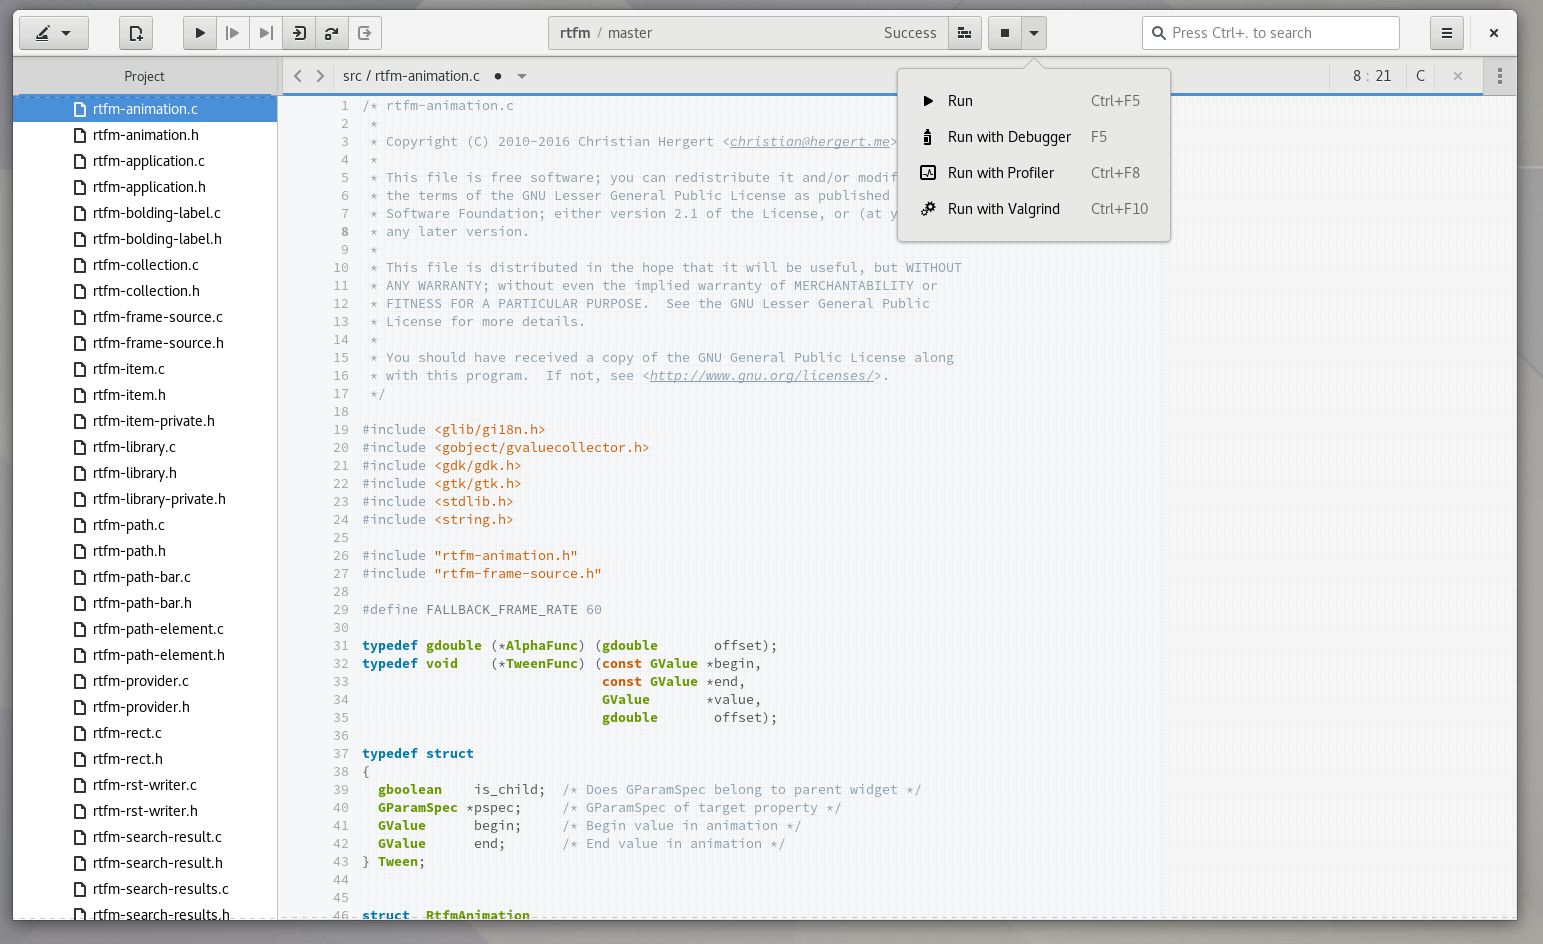 rtfm / master Success
Press Ctrl+. to search
Project
src / rtfm-animation.c
8 : 21
C
Run Ctrl+F5
Run with Debugger F5
Run with Profiler Ctrl+F8
Run with Valgrind Ctrl+F10
rtfm-animation.c
rtfm-animation.h
rtfm-application.c
rtfm-application.h
rtfm-bolding-label.c
rtfm-bolding-label.h
rtfm-collection.c
rtfm-collection.h
rtfm-frame-source.c
rtfm-frame-source.h
rtfm-item.c
rtfm-item.h
rtfm-item-private.h
rtfm-library.c
rtfm-library.h
rtfm-library-private.h
rtfm-path.c
rtfm-path.h
rtfm-path-bar.c
rtfm-path-bar.h
rtfm-path-element.c
rtfm-path-element.h
rtfm-provider.c
rtfm-provider.h
rtfm-rect.c
rtfm-rect.h
rtfm-rst-writer.c
rtfm-rst-writer.h
rtfm-search-result.c
rtfm-search-result.h
rtfm-search-results.c
rtfm-search-results.h
1 /* rtfm-animation.c
2 *
3 * Copyright (C) 2010-2016 Christian Hergert <christian@hergert.me>
4 *
5 * This file is free software; you can redistribute it and/or modif
6 * the terms of the GNU Lesser General Public License as published
7 * Software Foundation; either version 2.1 of the License, or (at y
8 * any later version.
9 *
10 * This file is distributed in the hope that it will be useful, but WITHOUT
11 * ANY WARRANTY; without even the implied warranty of MERCHANTABILITY or
12 * FITNESS FOR A PARTICULAR PURPOSE.  See the GNU Lesser General Public
13 * License for more details.
14 *
15 * You should have received a copy of the GNU General Public License along
16 * with this program.  If not, see <http://www.gnu.org/licenses/>.
17 */
18
19 #include <glib/gi18n.h>
20 #include <gobject/gvaluecollector.h>
21 #include <gdk/gdk.h>
22 #include <gtk/gtk.h>
23 #include <stdlib.h>
24 #include <string.h>
25
26 #include "rtfm-animation.h"
27 #include "rtfm-frame-source.h"
28
29 #define FALLBACK_FRAME_RATE 60
30
31 typedef gdouble (*AlphaFunc) (gdouble       offset);
32 typedef void    (*TweenFunc) (const GValue *begin,
33 const GValue *end,
34 GValue       *value,
35 gdouble       offset);
36
37 typedef struct
38 {
39 gboolean    is_child;  /* Does GParamSpec belong to parent widget */
40 GParamSpec *pspec;     /* GParamSpec of target property */
41 GValue      begin;     /* Begin value in animation */
42 GValue      end;       /* End value in animation */
43 } Tween;
44
45
46 struct _RtfmAnimation